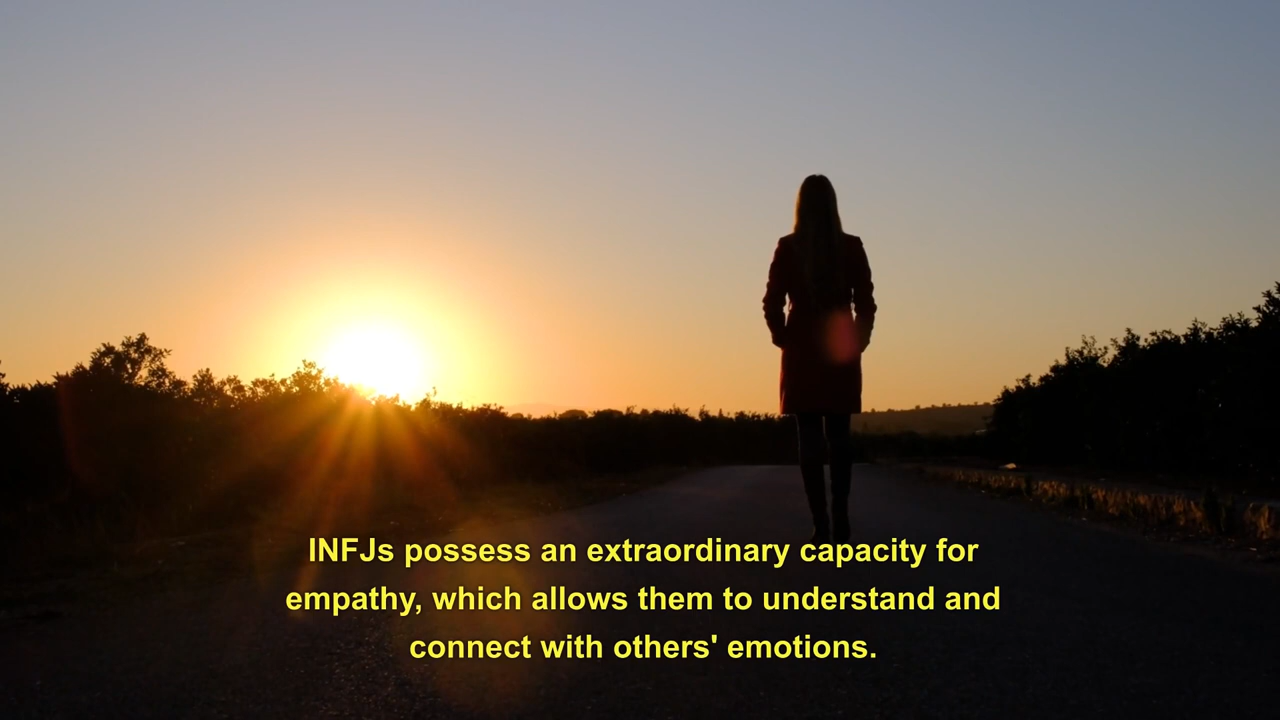 INFJs possess an extraordinary capacity for
empathy, which allows them to understand and
connect with others' emotions.